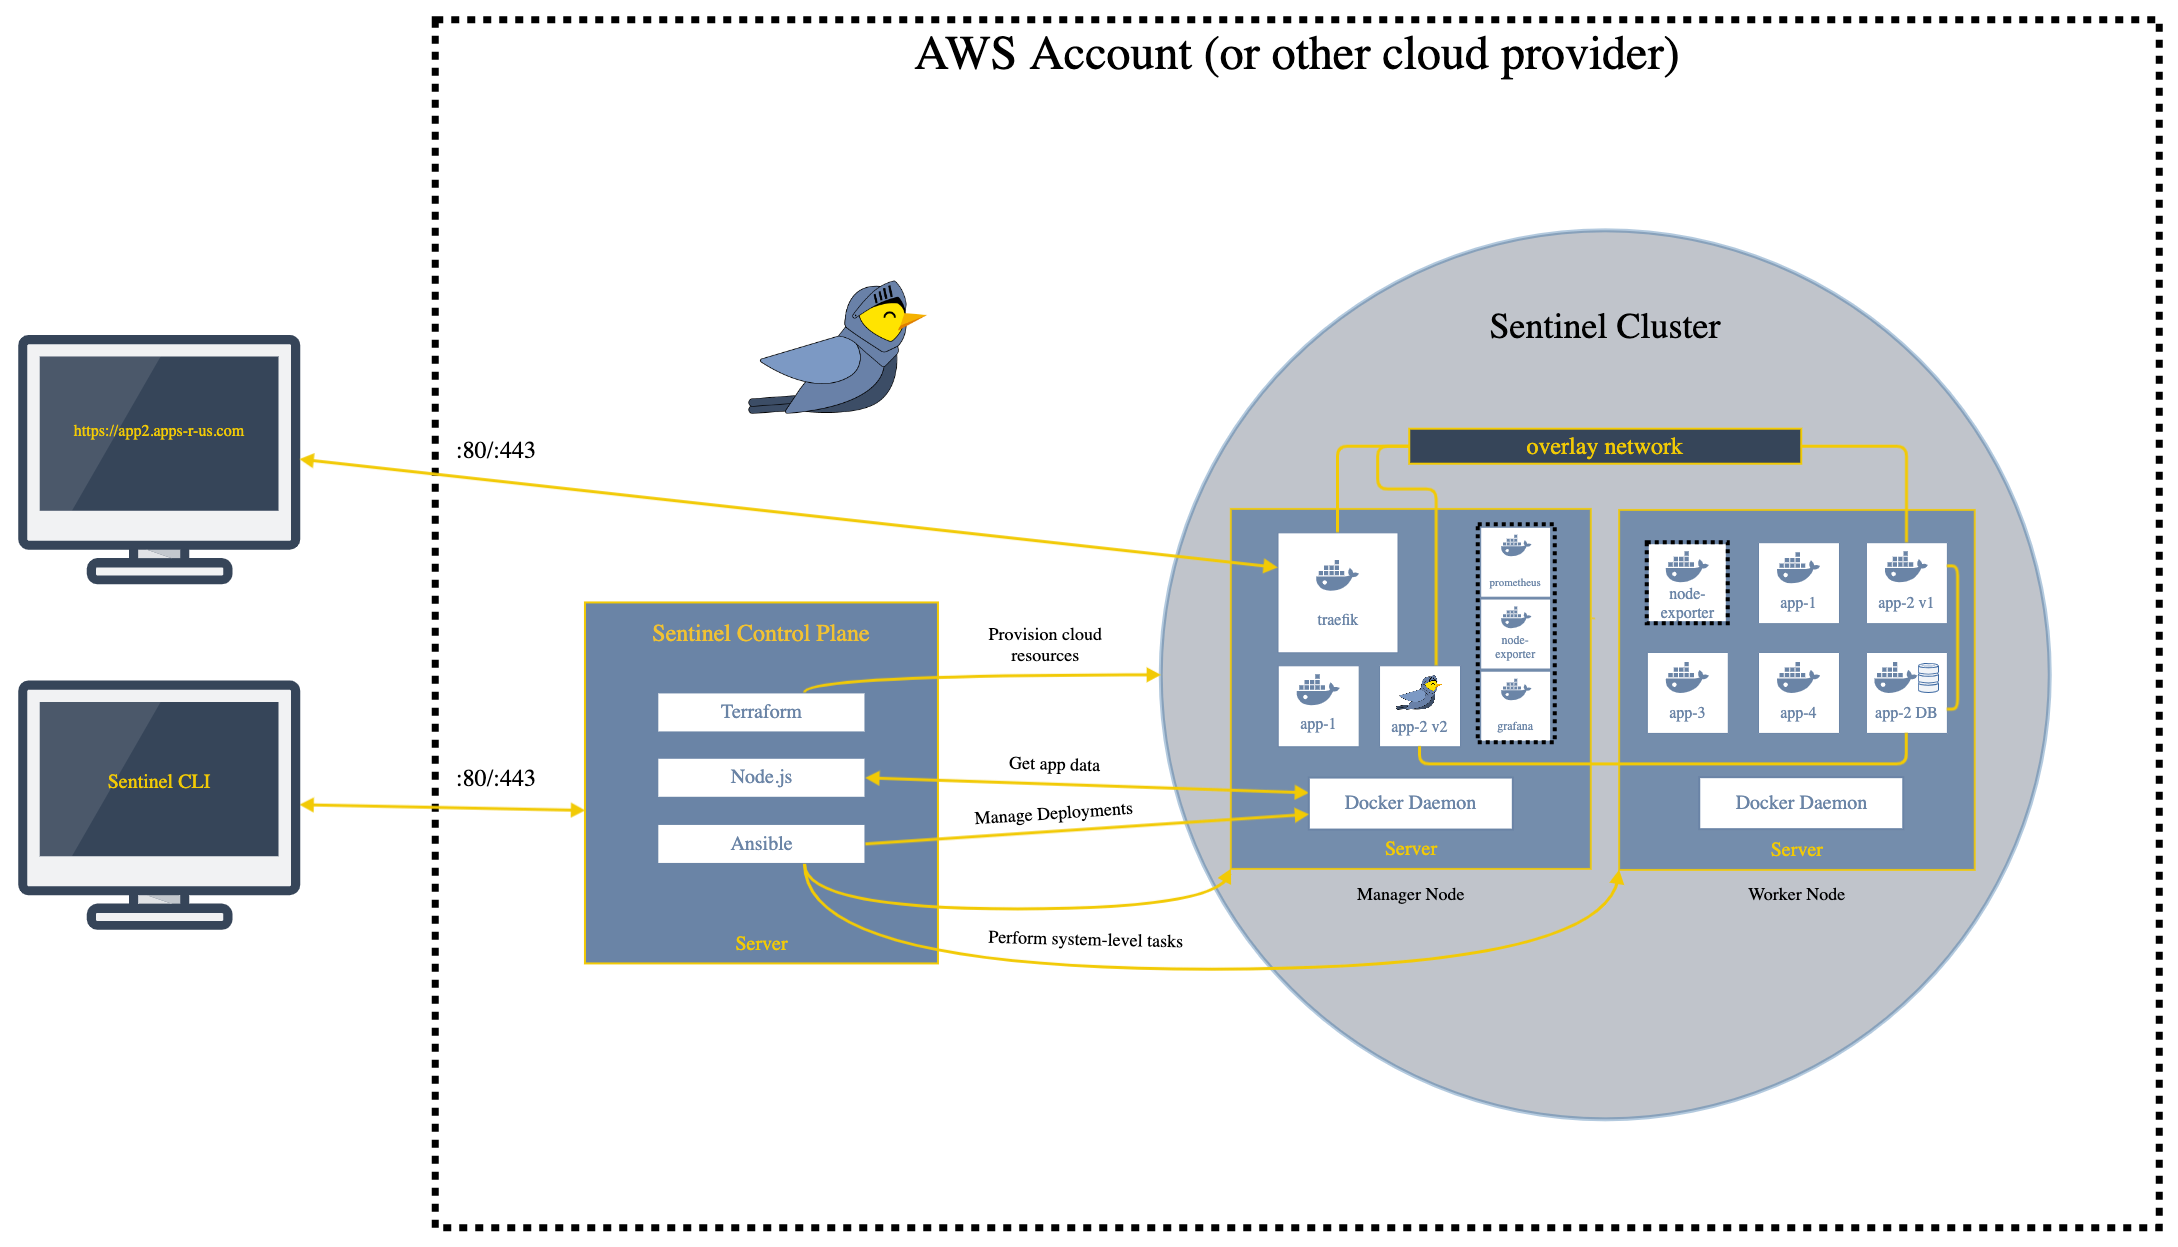 AWS Account (or other cloud provider)
https://app2.apps-r-us.com
:80/:443
Sentinel CLI
:80/:443
Sentinel Control Plane
Terraform
Node.js
Ansible
Server
Provision cloud
resources
Get app data
Manage Deployments
Perform system-level tasks
Sentinel Cluster
overlay network
traefik
prometheus
node-
exporter
grafana
app-1
app-2 v2
Docker Daemon
Server
Manager Node
node-
exporter
app-1
app-2 v1
app-3
app-4
app-2 DB
Docker Daemon
Server
Worker Node